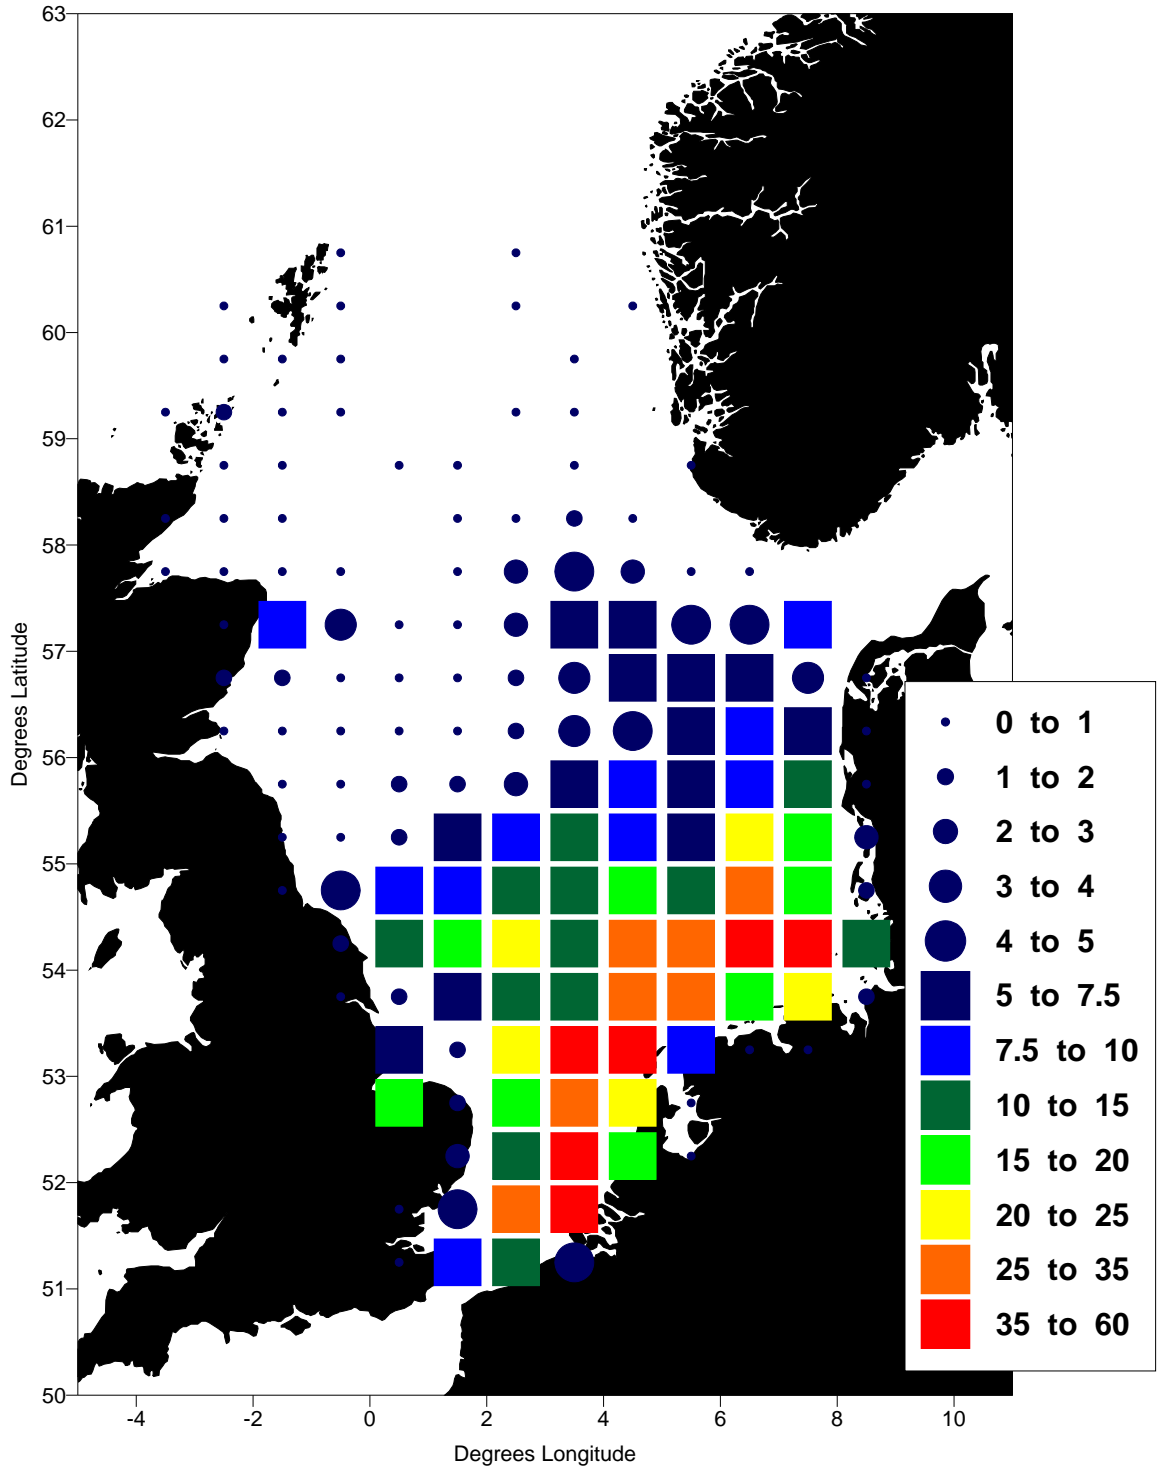 63
62
61
60
59
58
57
56
55
54
53
52
51
50
Degrees Latitude
-4 -2 0 2 4 6 8 10
Degrees Longitude
0 to 1
1 to 2
2 to 3
3 to 4
4 to 5
5 to 7.5
7.5 to 10
10 to 15
15 to 20
20 to 25
25 to 35
35 to 60